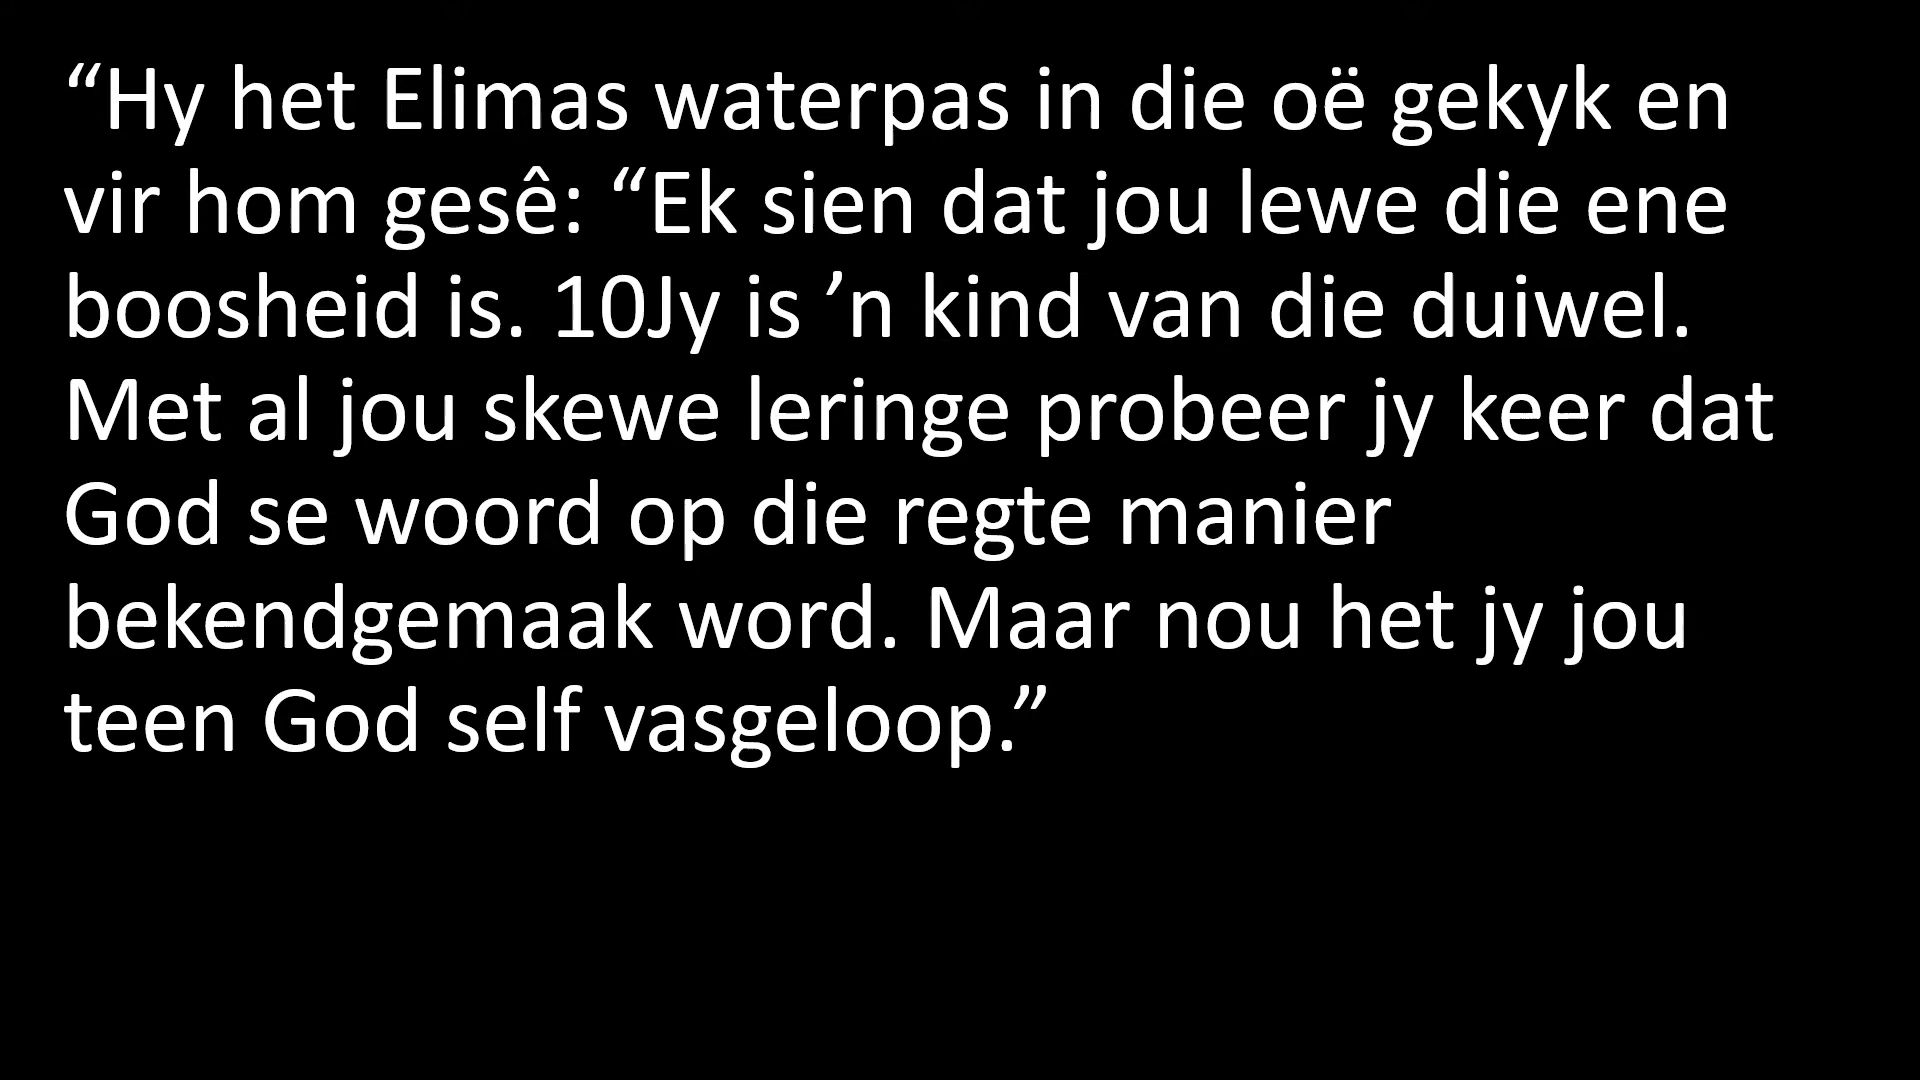 “Hy het Elimas waterpas in die oë gekyk en
vir hom gesê: “Ek sien dat jou lewe die ene
boosheid is. 10Jy is ’n kind van die duiwel.
Met al jou skewe leringe probeer jy keer dat
God se woord op die regte manier
bekendgemaak word. Maar nou het jy jou
teen God self vasgeloop.”